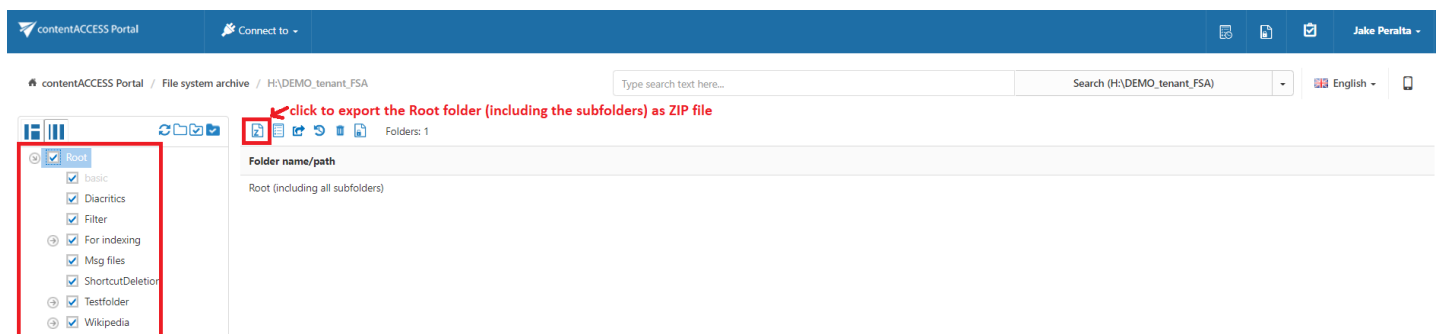 contentACCESS Portal
Connect to
Jake Peralta
contentACCESS Portal / File system archive / H:\DEMO_tenant_FSA
Type search text here...
Search (H:\DEMO_tenant_FSA)
English
click to export the Root folder (including the subfolders) as ZIP file
Folders: 1
Root
Folder name/path
basic
Root (including all subfolders)
Diacritics
Filter
For indexing
Msg files
ShortcutDeletion
Testfolder
Wikipedia